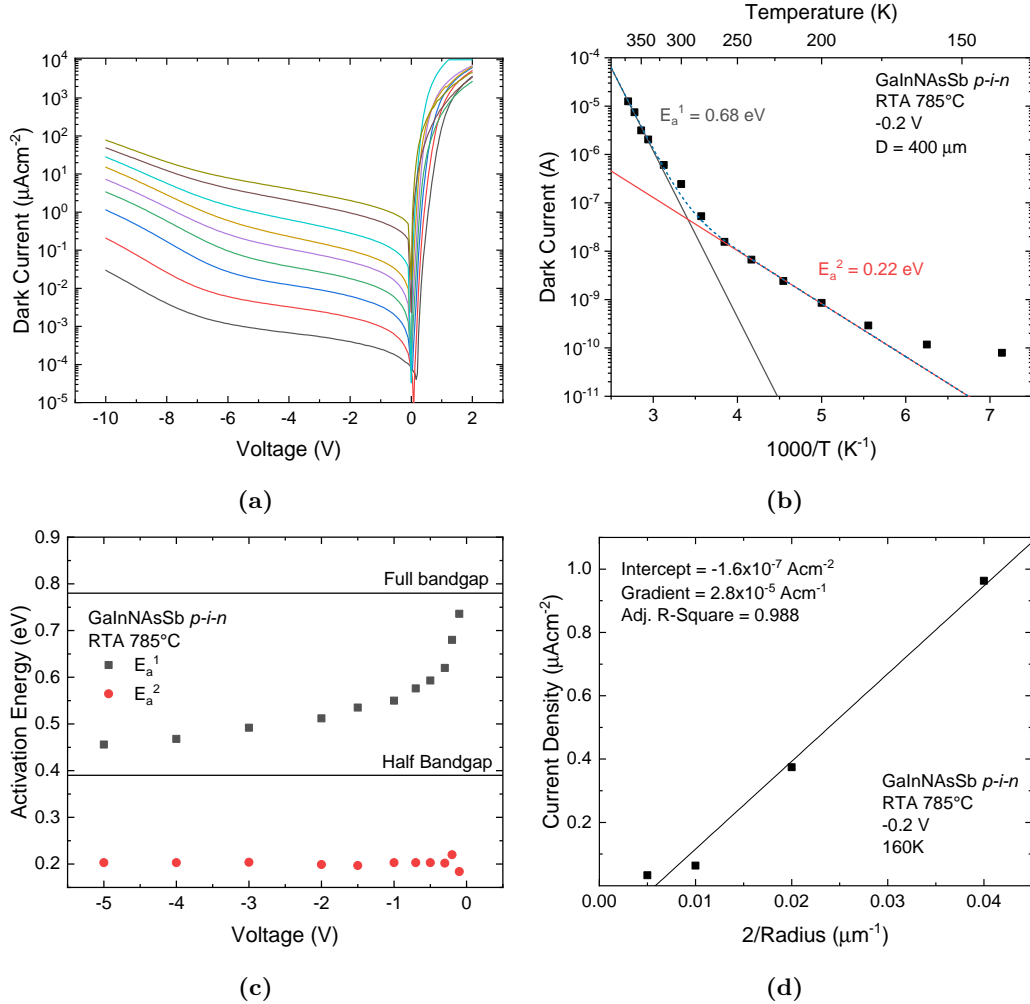 10^4
10^3
10^2
10^1
10^0
10^-1
10^-2
10^-3
10^-4
10^-5
Dark Current (µAcm^-2)
-10 -8 -6 -4 -2 0 2
Voltage (V)
(a)
Temperature (K)
350 300 250 200 150
10^-4
10^-5
10^-6
10^-7
10^-8
10^-9
10^-10
10^-11
Dark Current (A)
GaInNAsSb p-i-n
RTA 785°C
-0.2 V
D = 400 µm
E_a^1 = 0.68 eV
E_a^2 = 0.22 eV
3 4 5 6 7
1000/T (K^-1)
(b)
0.9
0.8
0.7
0.6
0.5
0.4
0.3
0.2
Activation Energy (eV)
Full bandgap
GaInNAsSb p-i-n
RTA 785°C
E_a^1
E_a^2
Half Bandgap
-5 -4 -3 -2 -1 0
Voltage (V)
(c)
1.0
0.8
0.6
0.4
0.2
Current Density (µAcm^-2)
Intercept = -1.6x10^-7 Acm^-2
Gradient = 2.8x10^-5 Acm^-1
Adj. R-Square = 0.988
GaInNAsSb p-i-n
RTA 785°C
-0.2 V
160K
0.00 0.01 0.02 0.03 0.04
2/Radius (µm^-1)
(d)